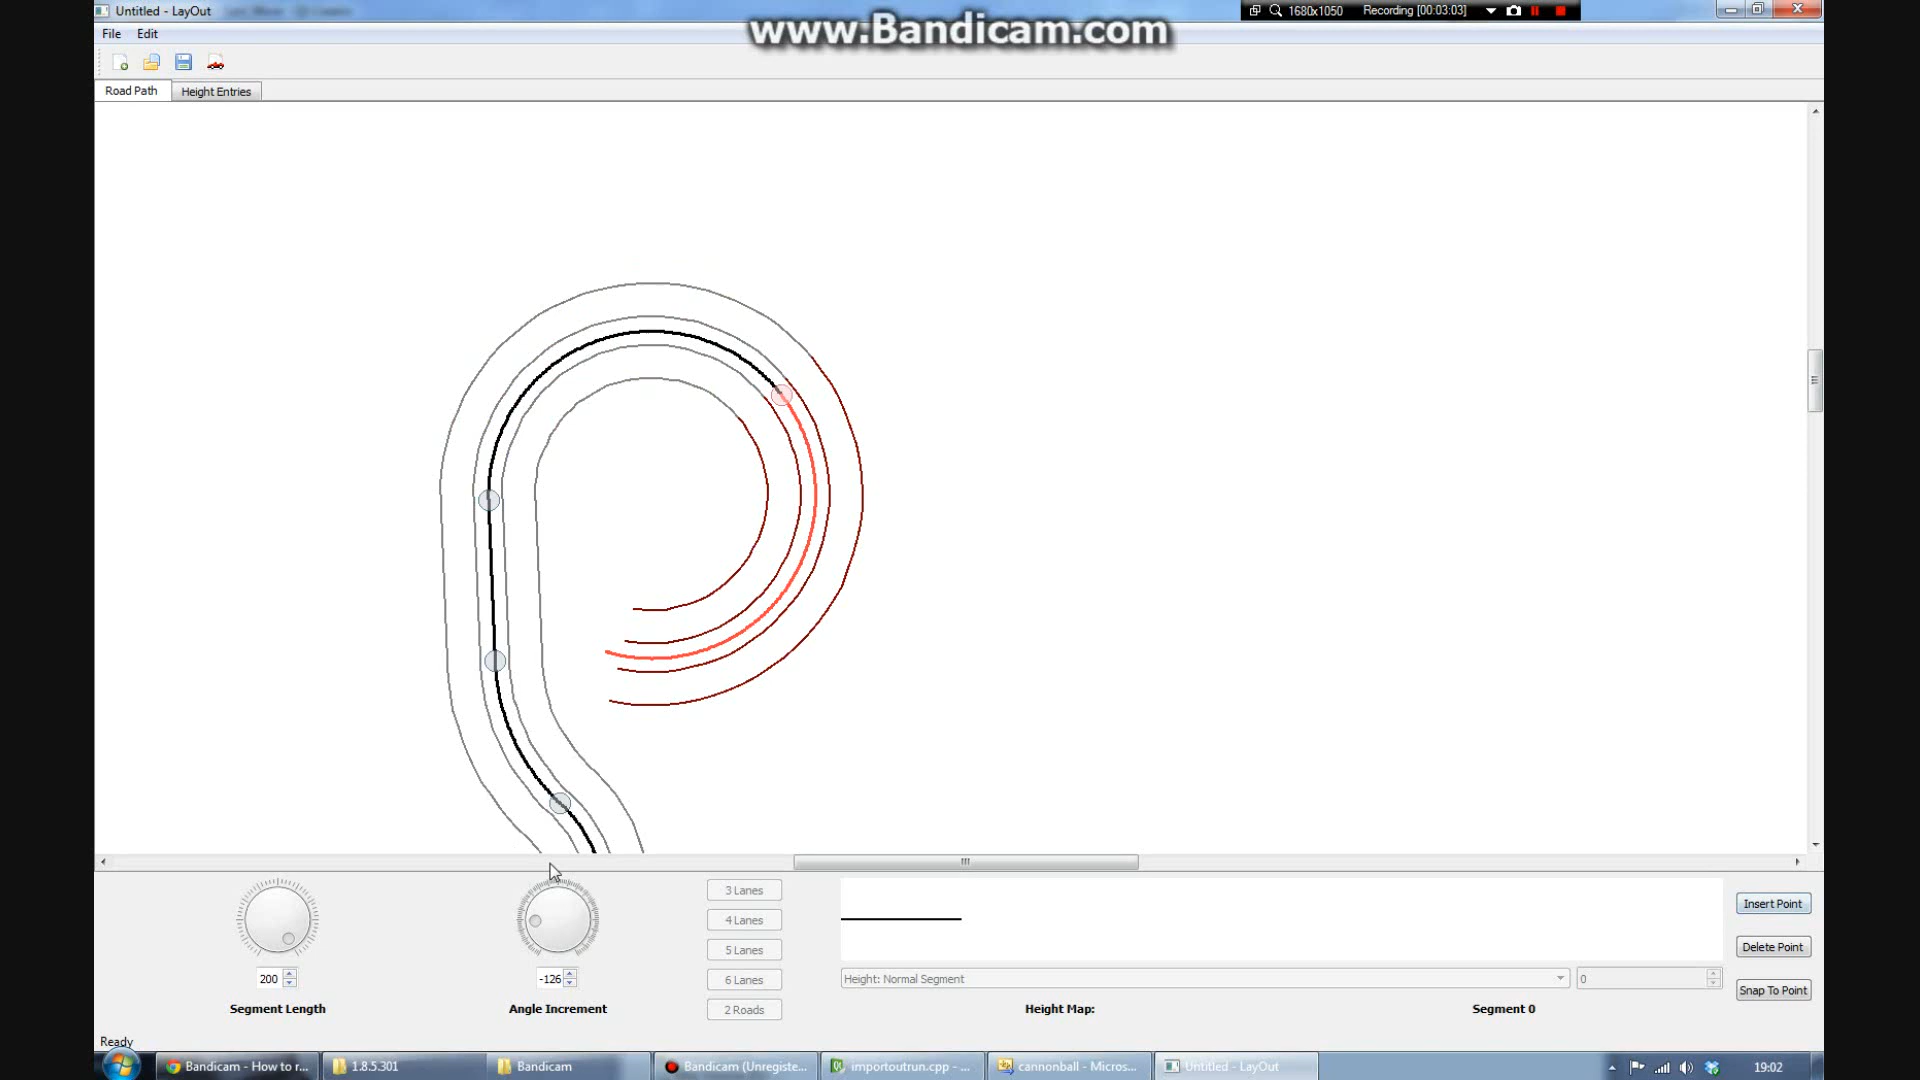 Untitled - LayOut
1680x1050 Recording [00:03:03]
www.Bandicam.com
File Edit
Road Path Height Entries
3 Lanes
4 Lanes
5 Lanes
6 Lanes
2 Roads
200
-126
Segment Length
Angle Increment
Height: Normal Segment
0
Height Map:
Segment 0
Insert Point
Delete Point
Snap To Point
Ready
Bandicam - How to r...
1.8.5.301
Bandicam
Bandicam (Unregiste...
importoutrun.cpp - ...
cannonball - Micros...
Untitled - LayOut
19:02